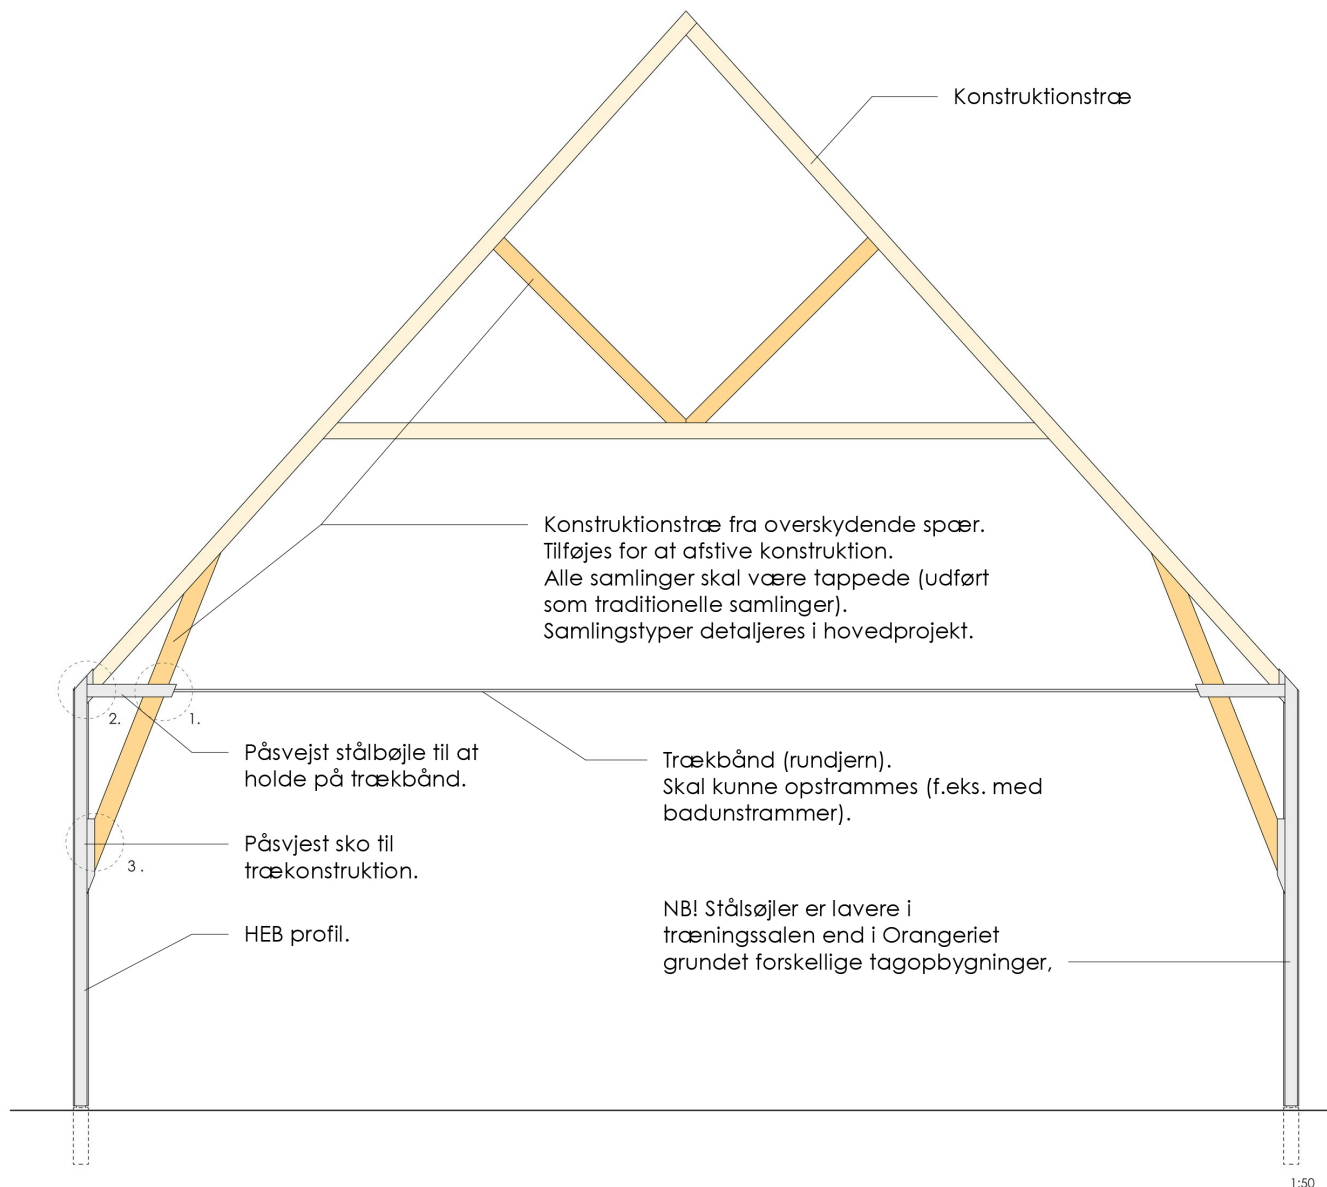 Konstruktionstræ
Konstruktionstræ fra overskydende spær.
Tilføjes for at afstive konstruktion.
Alle samlinger skal være tappede (udført
som traditionelle samlinger).
Samlingstyper detaljeres i hovedprojekt.
2.
1.
Påsvejst stålbøjle til at
holde på trækbånd.
Trækbånd (rundjern).
Skal kunne opstrammes (f.eks. med
badunstrammer).
Påsvjest sko til
trækonstruktion.
3 .
HEB profil.
NB! Stålsøjler er lavere i
træningssalen end i Orangeriet
grundet forskellige tagopbygninger,
1:50